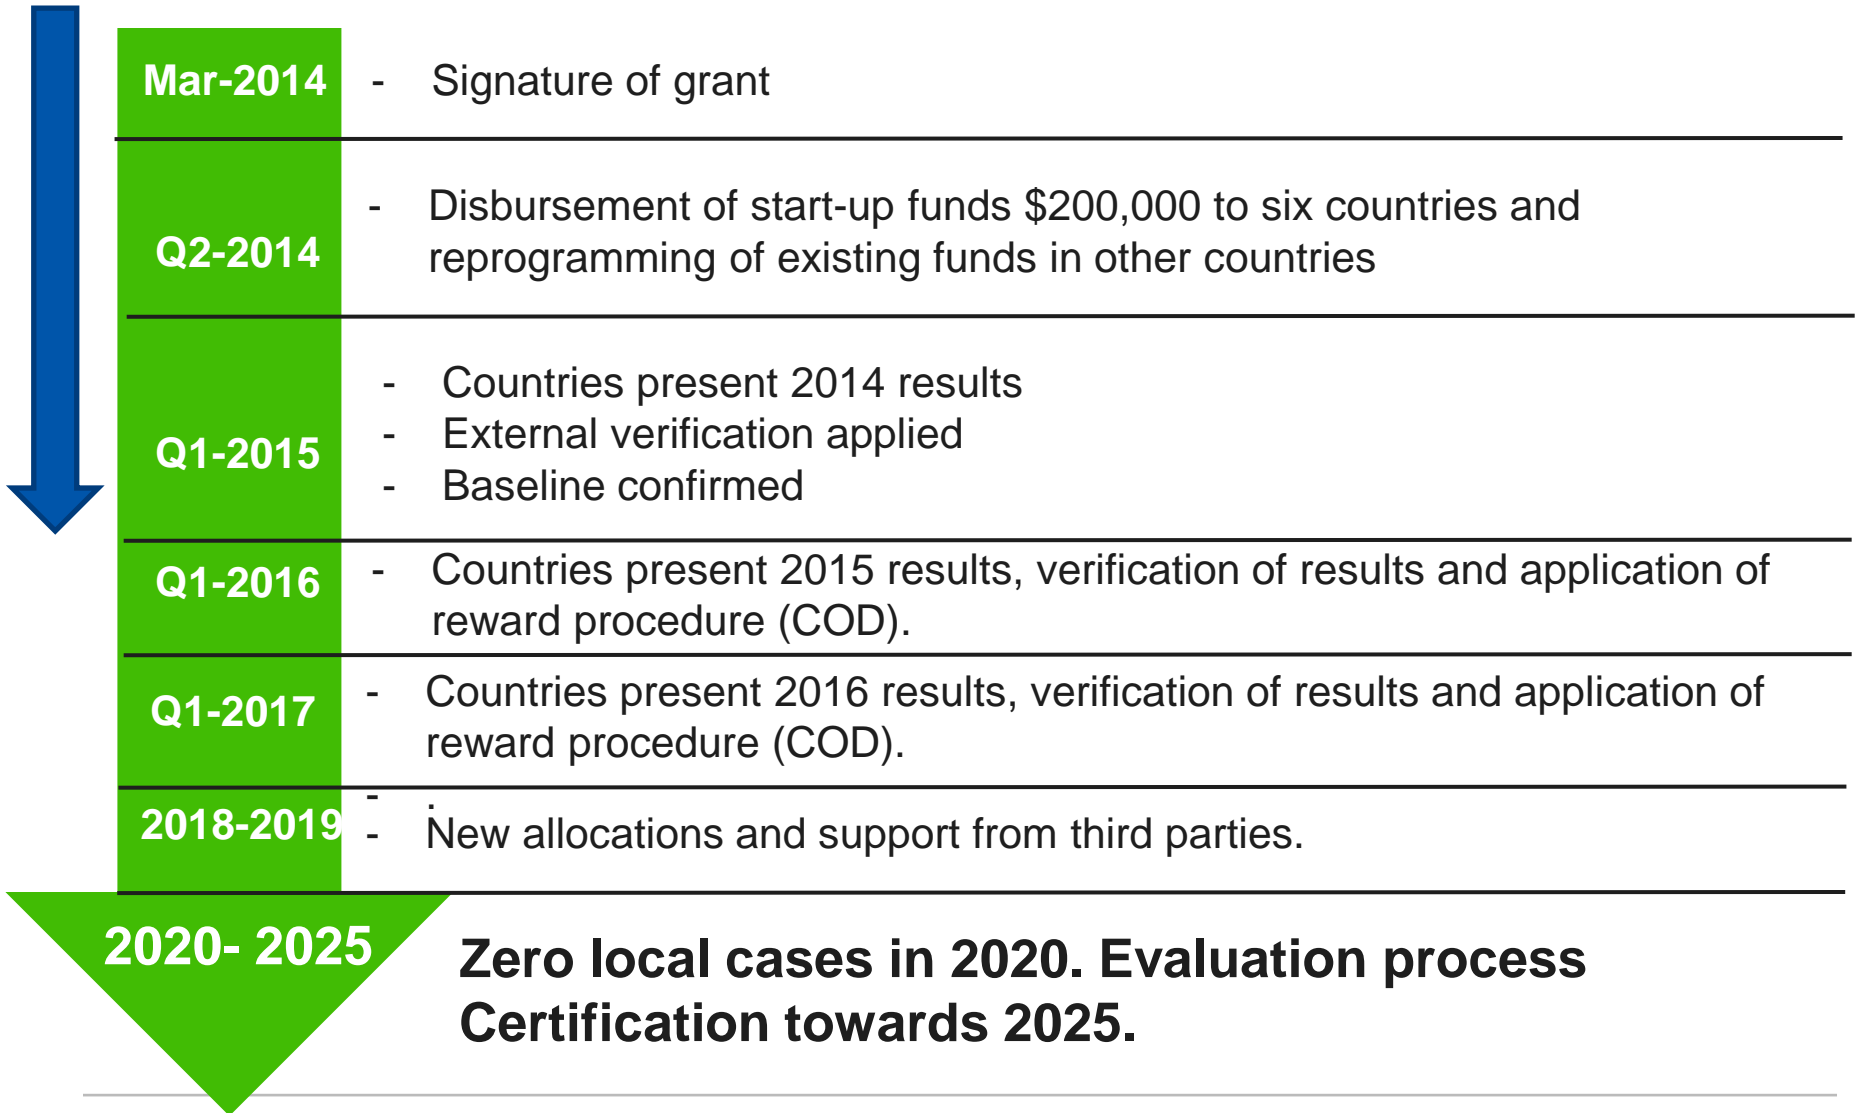 Mar-2014 - Signature of grant
- Disbursement of start-up funds $200,000 to six countries and
Q2-2014 reprogramming of existing funds in other countries
- Countries present 2014 results
- External verification applied
Q1-2015
- Baseline confirmed
Q1-2016 - Countries present 2015 results, verification of results and application of
reward procedure (COD).
Q1-2017 - Countries present 2016 results, verification of results and application of
reward procedure (COD).
- .
2018-2019 - New allocations and support from third parties.
2020- 2025
Zero local cases in 2020. Evaluation process
Certification towards 2025.